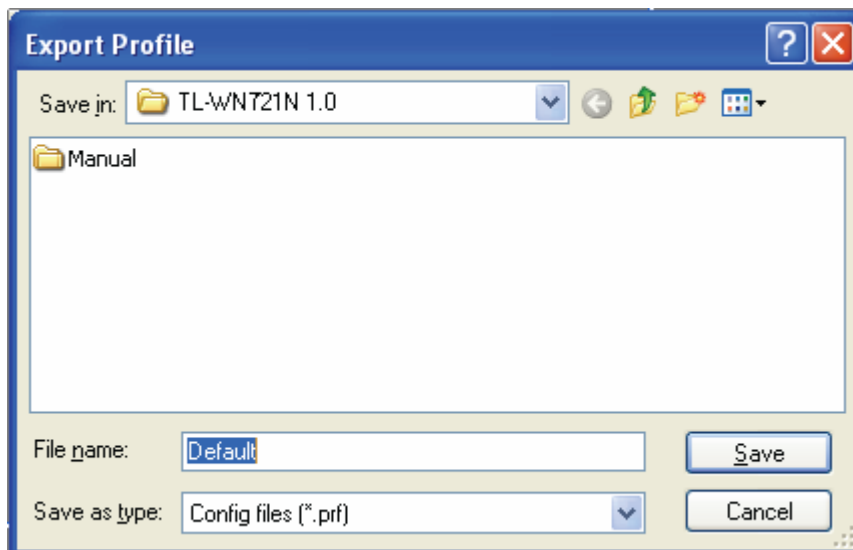 Export Profile
Save in: TL-WN721N 1.0
Manual
File name: Default Save
Save as type: Config files (*.prf) Cancel